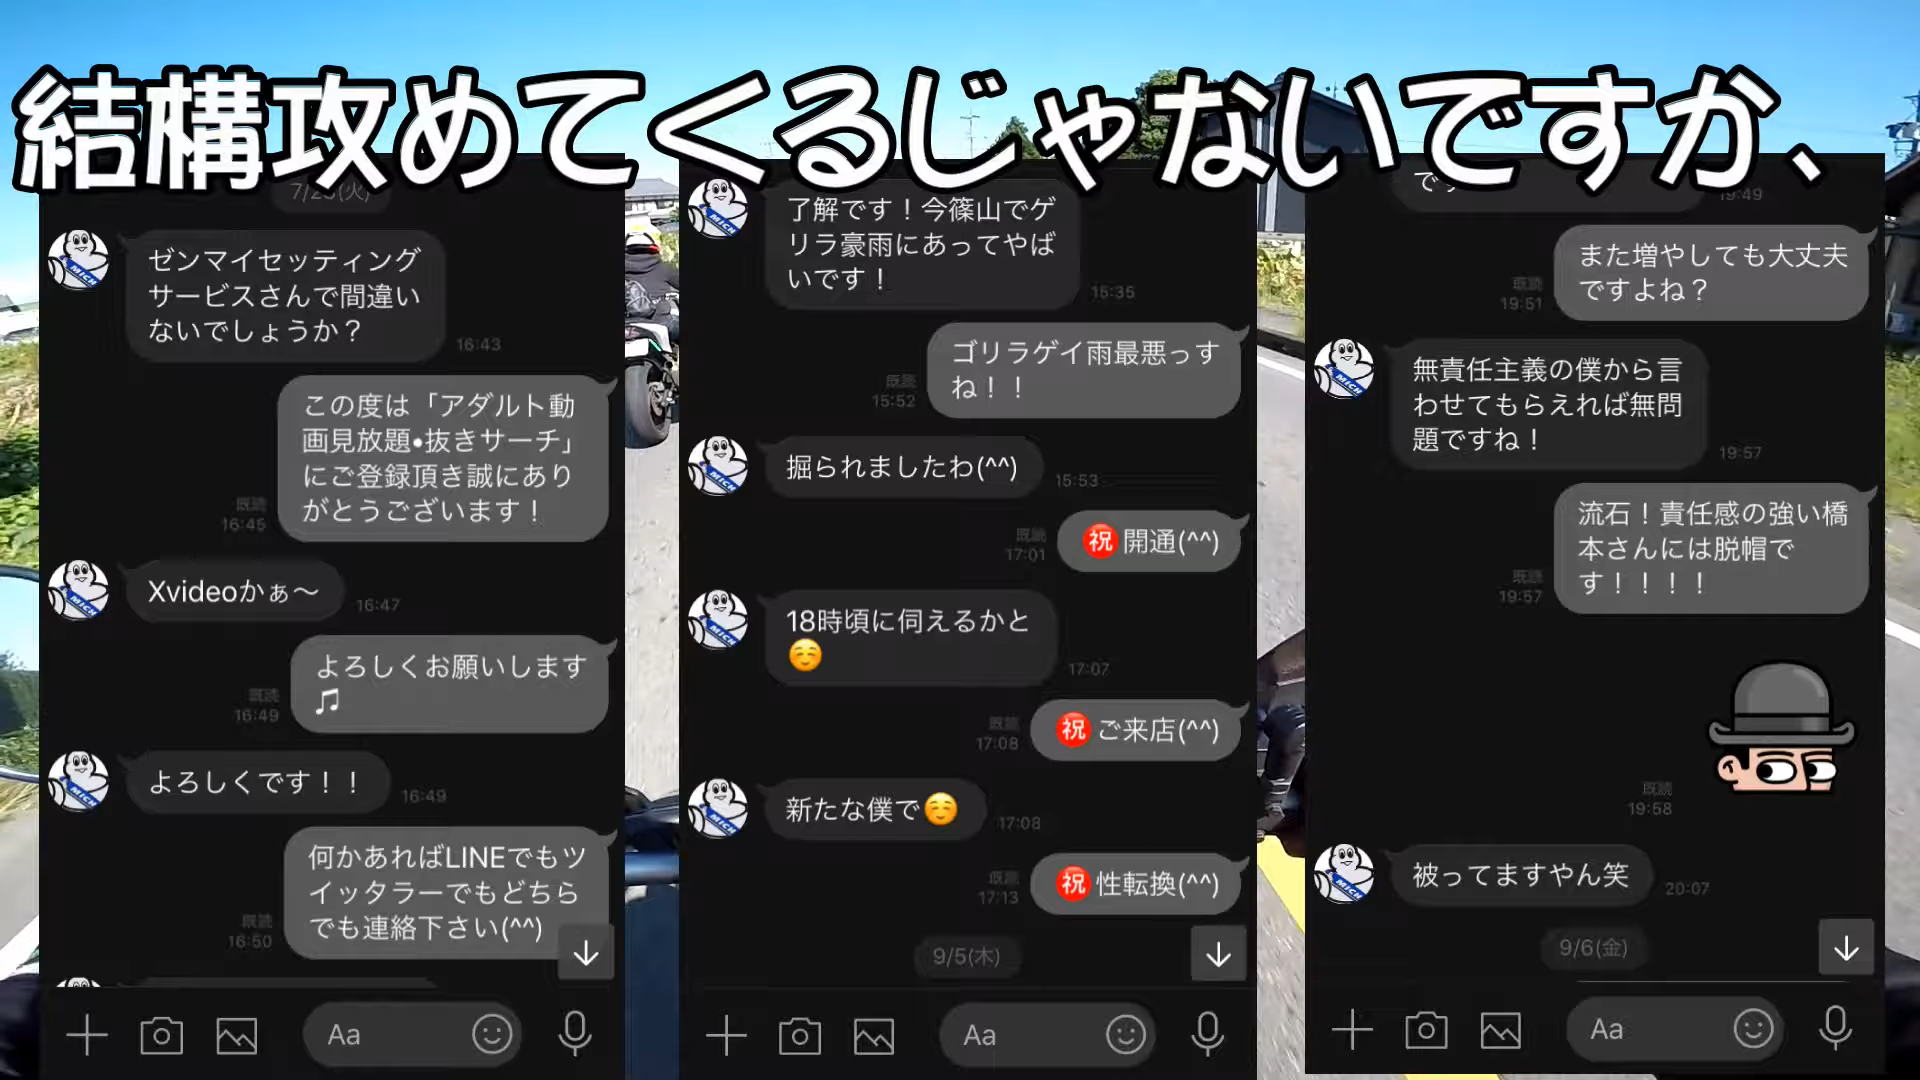 結構攻めてくるじゃないですか、
ゼンマイセッティング
サービスさんで間違い
ないでしょうか？
16:43
この度は「アダルト動
画見放題•抜きサーチ」
にご登録頂き誠にあり
がとうございます！
既読
16:45
Xvideoかぁ〜
16:47
よろしくお願いします
♫
既読
16:49
よろしくです！！
16:49
何かあればLINEでもツ
イッタラーでもどちら
でも連絡下さい(^^)
既読
16:50
Aa
了解です！今篠山でゲ
リラ豪雨にあってやば
いです！
15:35
ゴリラゲイ雨最悪っす
ね！！
既読
15:52
掘られましたわ(^^)
15:53
㊗開通(^^)
既読
17:01
18時頃に伺えるかと
☺
17:07
㊗ご来店(^^)
既読
17:08
新たな僕で☺
17:08
㊗性転換(^^)
既読
17:13
9/5(木)
Aa
19:49
また増やしても大丈夫
ですよね？
既読
19:51
無責任主義の僕から言
わせてもらえれば無問
題ですね！
19:57
流石！責任感の強い橋
本さんには脱帽で
す！！！！
既読
19:57
既読
19:58
被ってますやん笑
20:07
9/6(金)
Aa